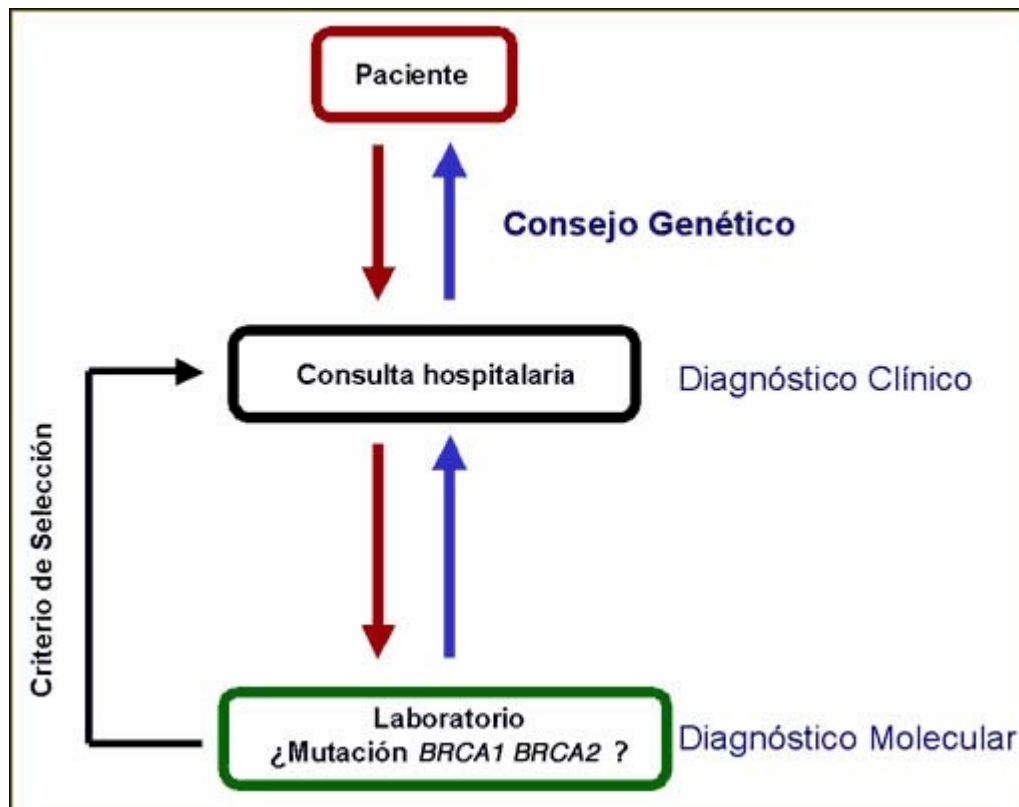 Paciente
Consejo Genético
Consulta hospitalaria
Diagnóstico Clínico
Criterio de Selección
Laboratorio
¿Mutación BRCA1 BRCA2 ?
Diagnóstico Molecular